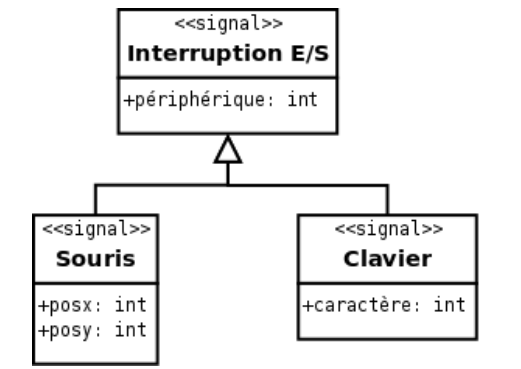 <<signal>>
Interruption E/S
+périphérique: int
<<signal>>
Souris
+posx: int
+posy: int
<<signal>>
Clavier
+caractère: int